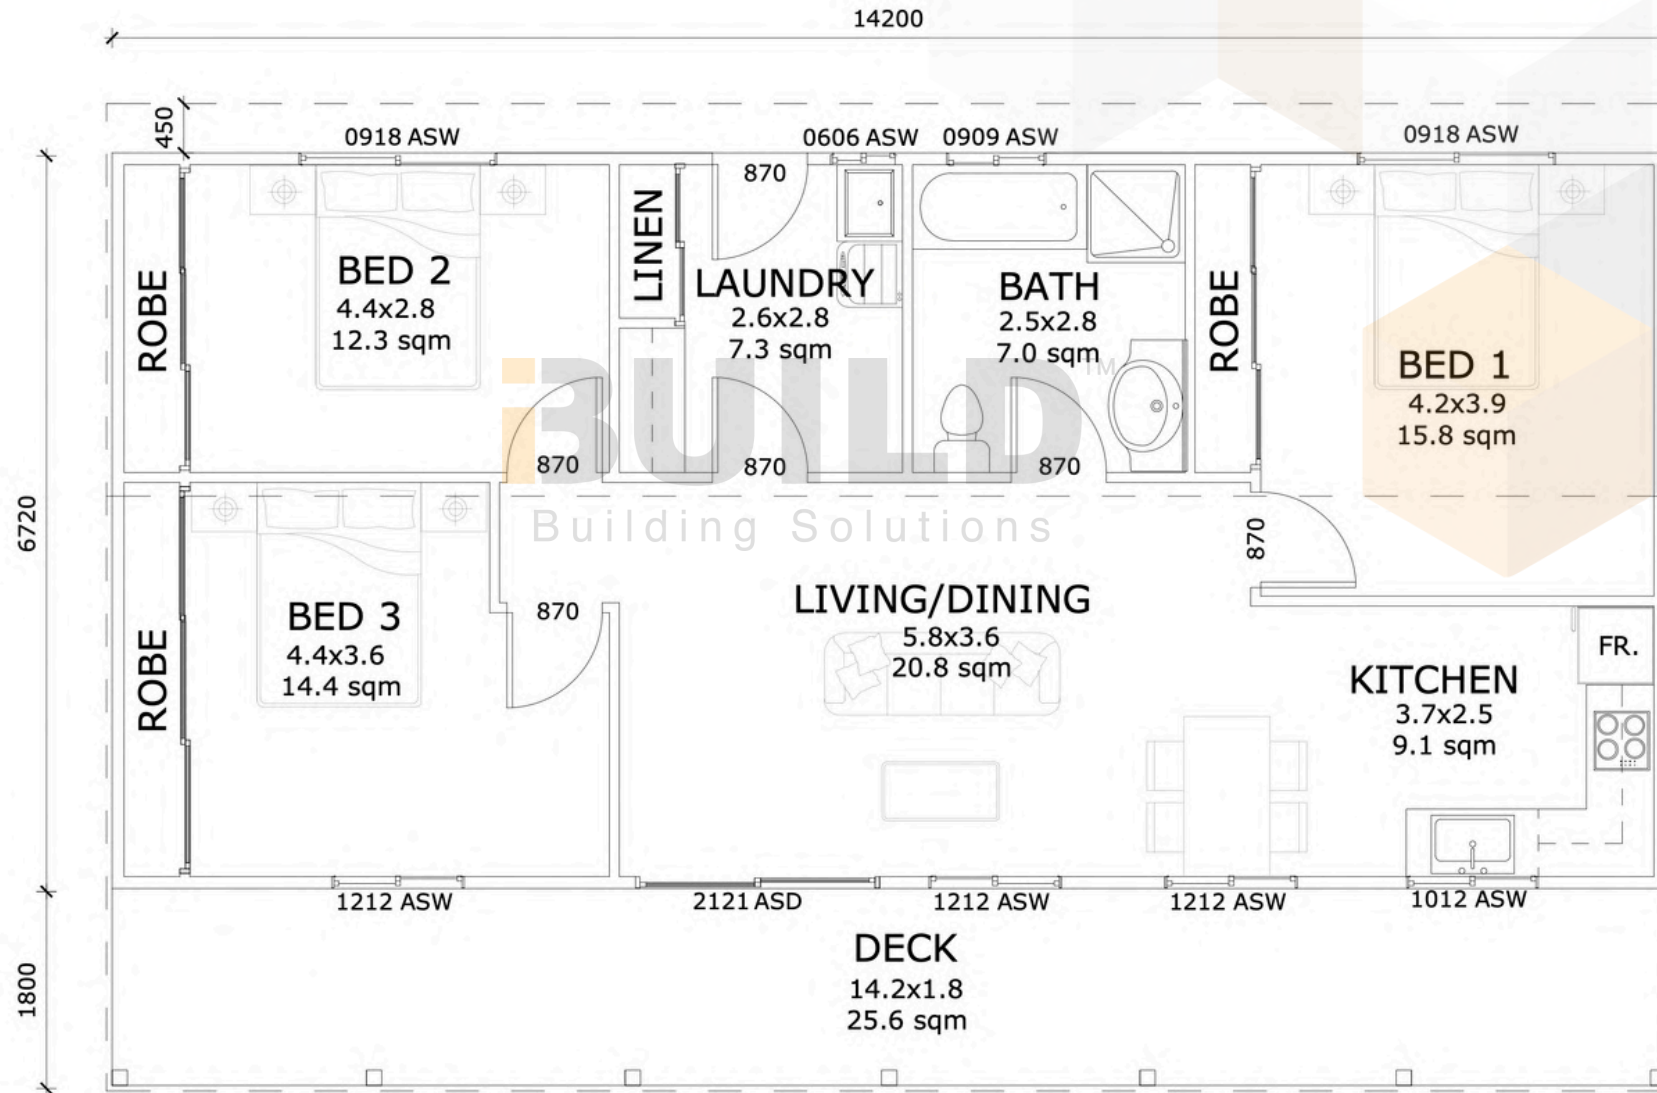 14200
450
0918 ASW
0606 ASW
0909 ASW
0918 ASW
870
ROBE
BED 2
4.4x2.8
12.3 sqm
LINEN
LAUNDRY
2.6x2.8
7.3 sqm
BATH
2.5x2.8
7.0 sqm
ROBE
BED 1
4.2x3.9
15.8 sqm
iBUILD™
Building Solutions
870
870
870
870
6720
ROBE
BED 3
4.4x3.6
14.4 sqm
870
LIVING/DINING
5.8x3.6
20.8 sqm
KITCHEN
3.7x2.5
9.1 sqm
FR.
1212 ASW
2121 ASD
1212 ASW
1212 ASW
1012 ASW
1800
DECK
14.2x1.8
25.6 sqm